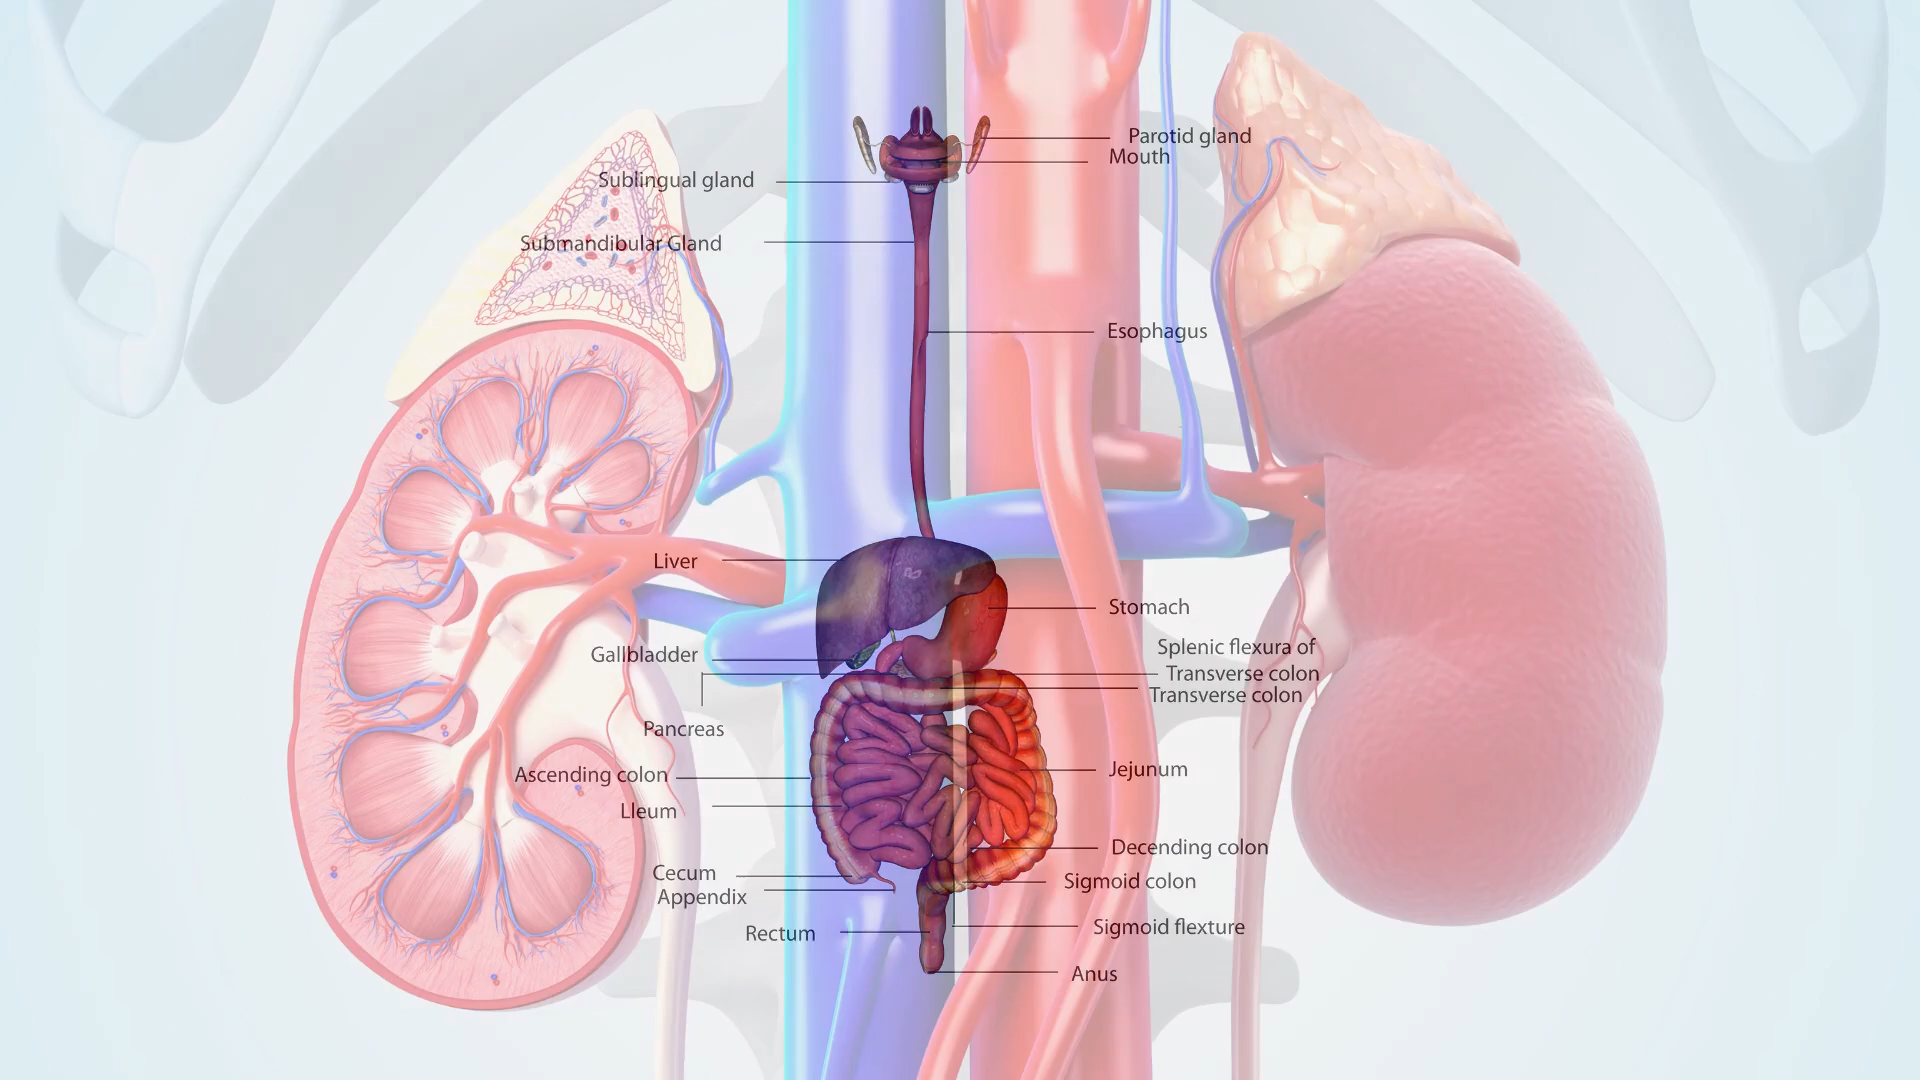 Parotid gland
Mouth
Sublingual gland
Submandibular Gland
Esophagus
Liver
Stomach
Splenic flexura of
Gallbladder
Transverse colon
Transverse colon
Pancreas
Jejunum
Ascending colon
Lleum
Decending colon
Cecum
Sigmoid colon
Appendix
Sigmoid flexture
Rectum
Anus